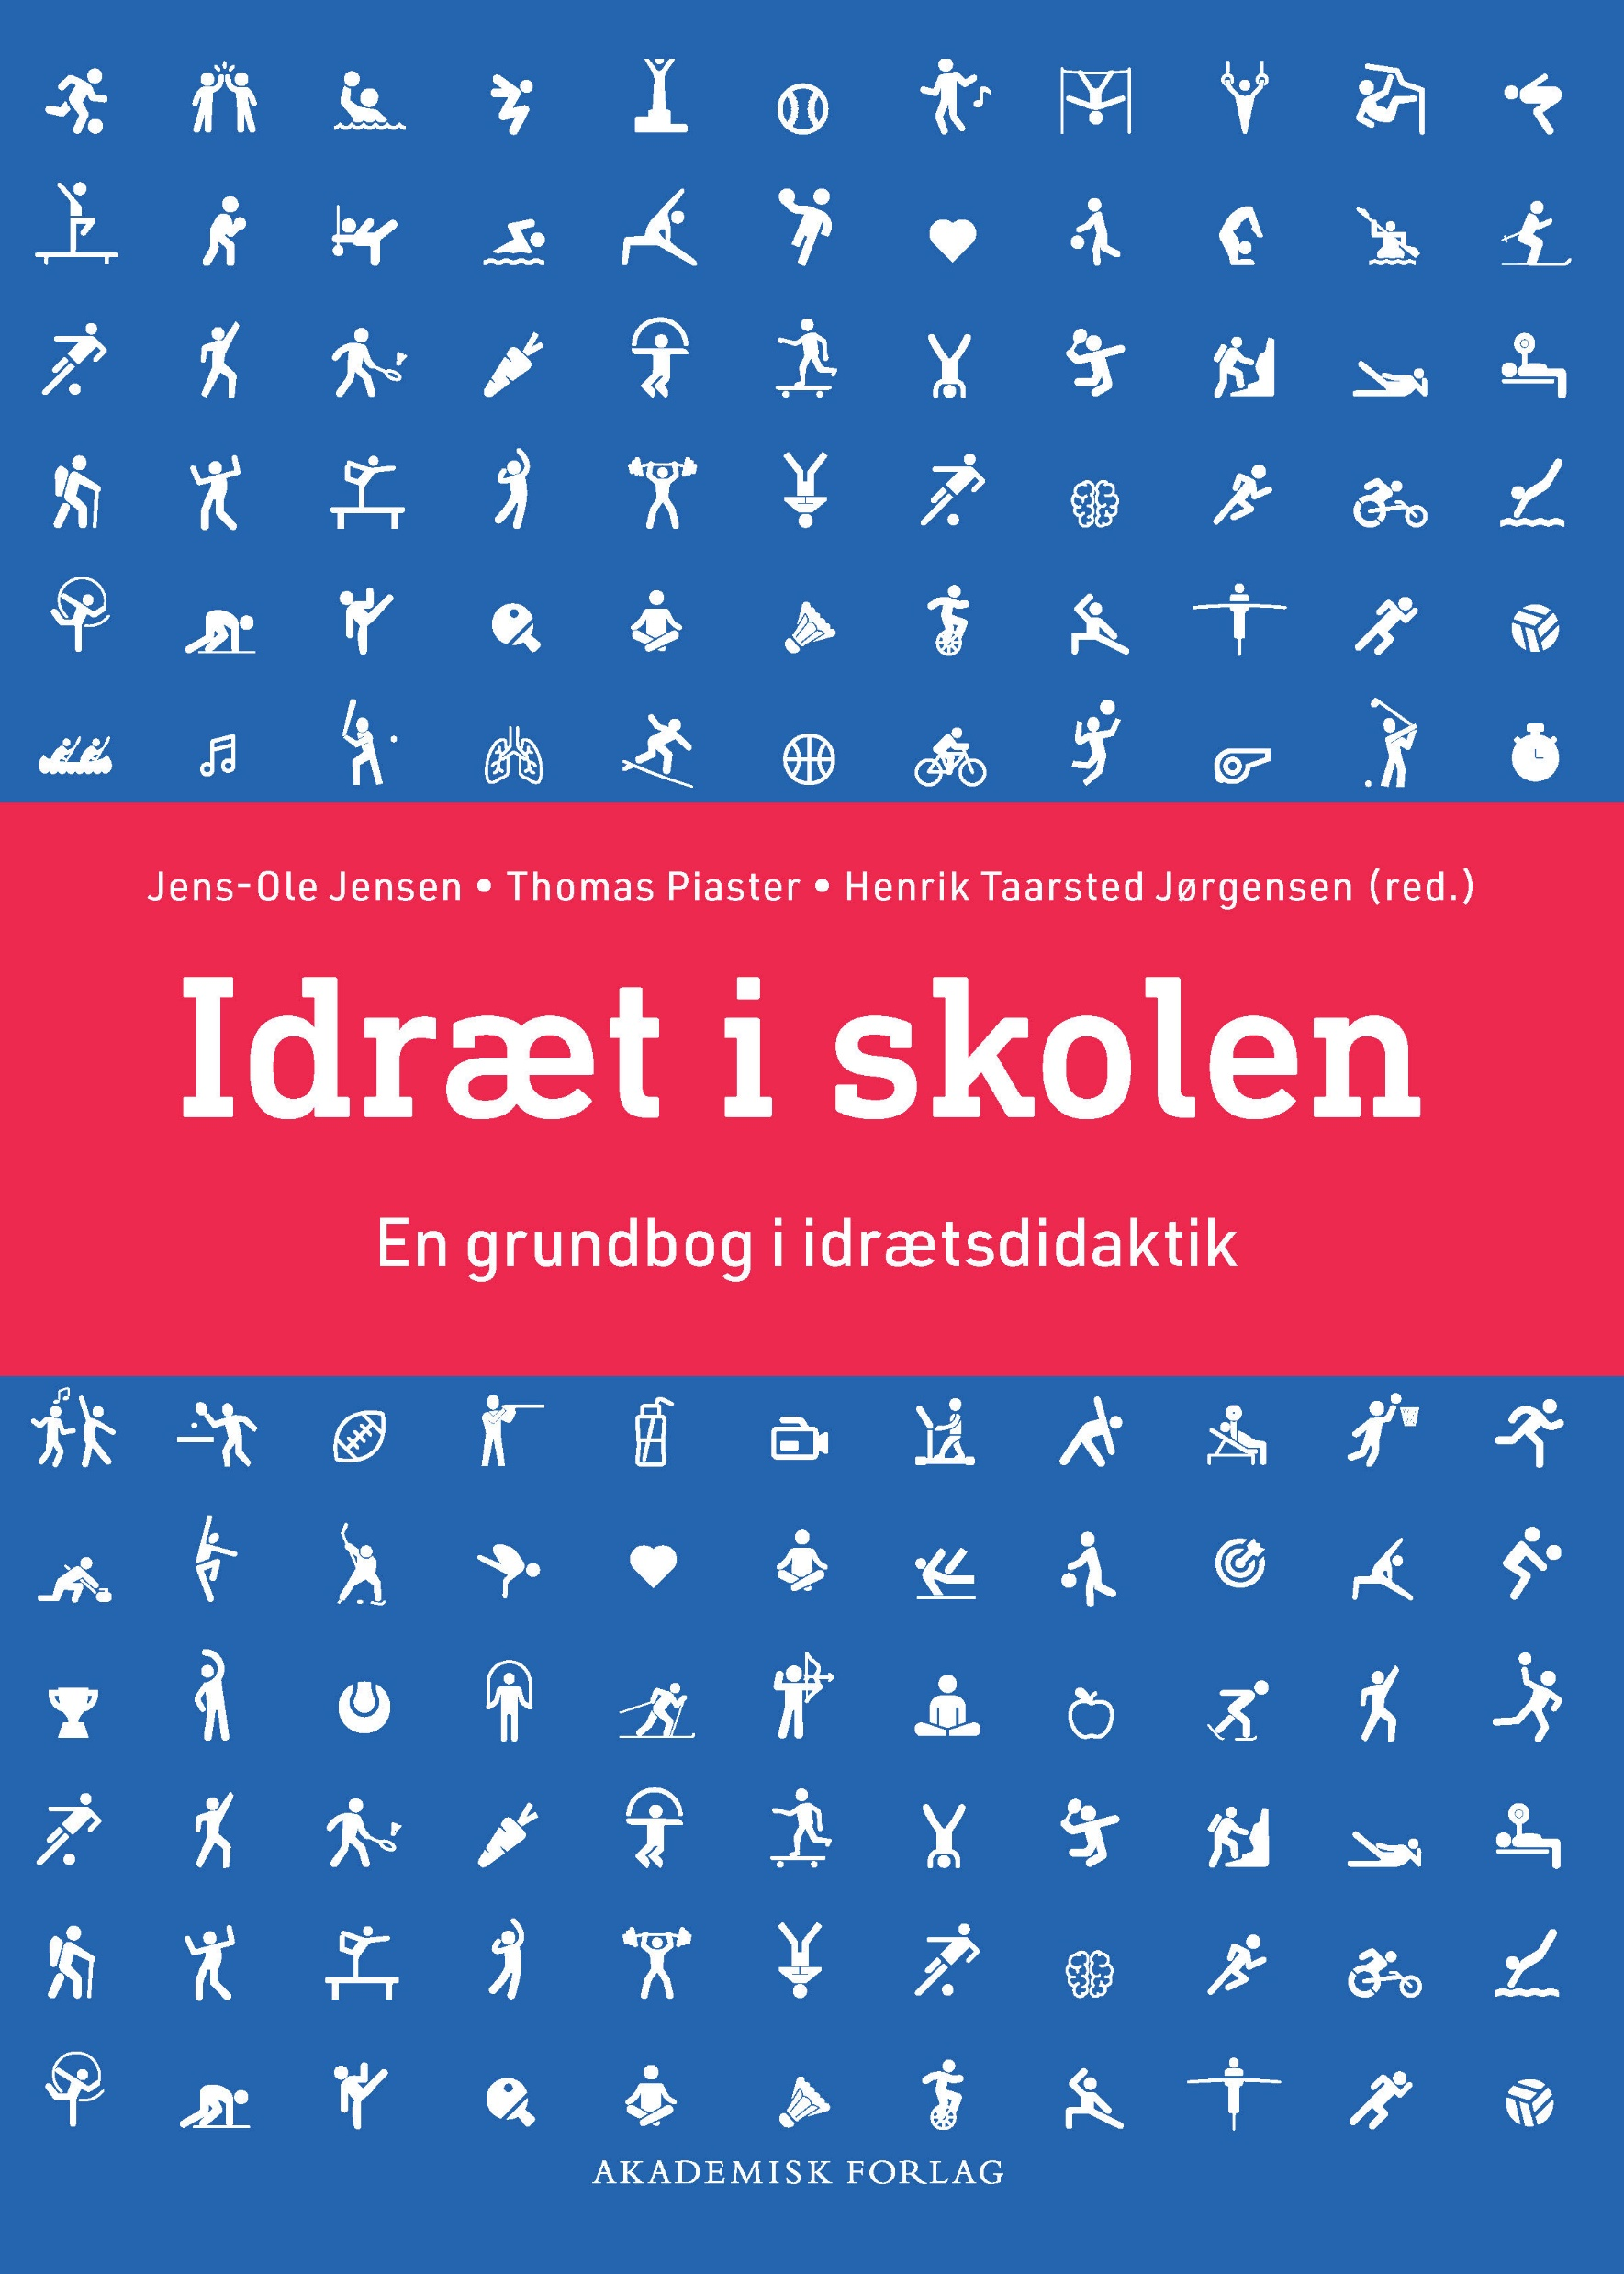 Jens-Ole Jensen • Thomas Piaster • Henrik Taarsted Jørgensen (red.)
Idræt i skolen
En grundbog i idrætsdidaktik
AKADEMISK FORLAG